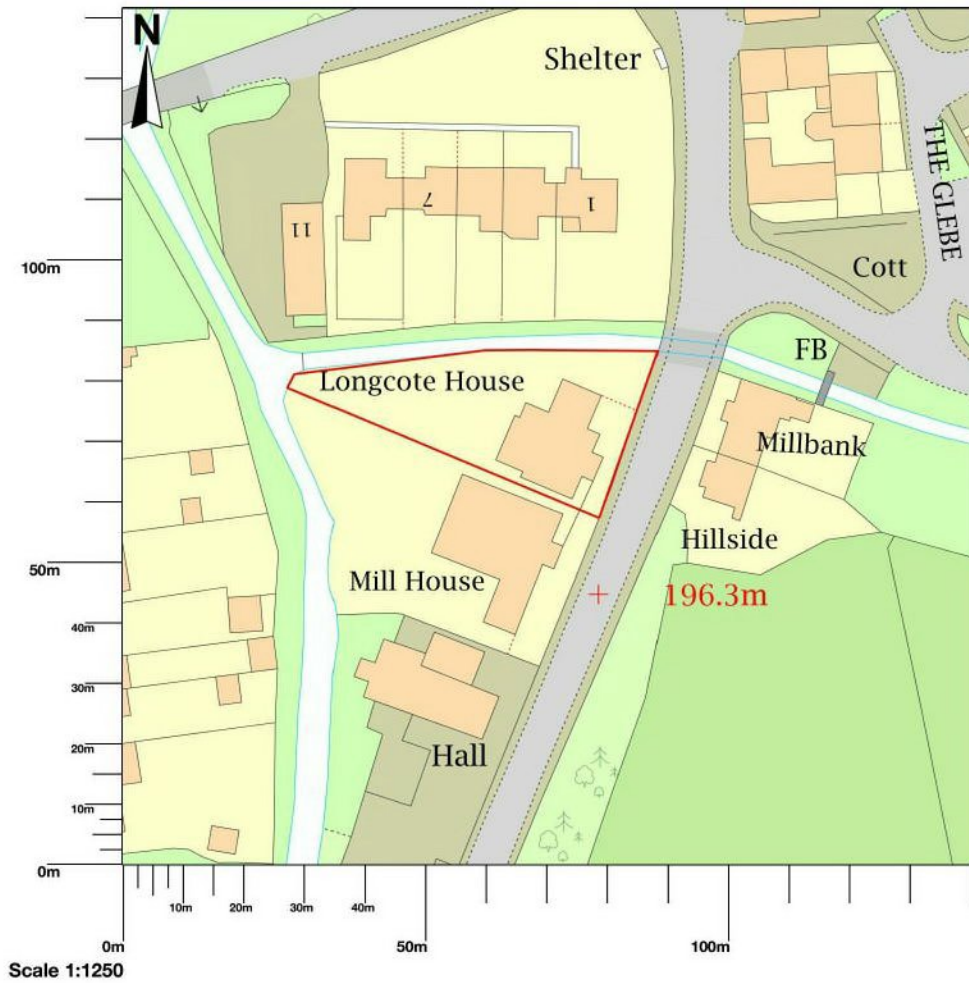 N
Shelter
THE GLEBE
7
1
11
Cott
100m
FB
Longcote House
Millbank
Hillside
50m
Mill House
196.3m
40m
30m
20m
Hall
10m
0m
10m 20m 30m 40m
0m 50m 100m
Scale 1:1250